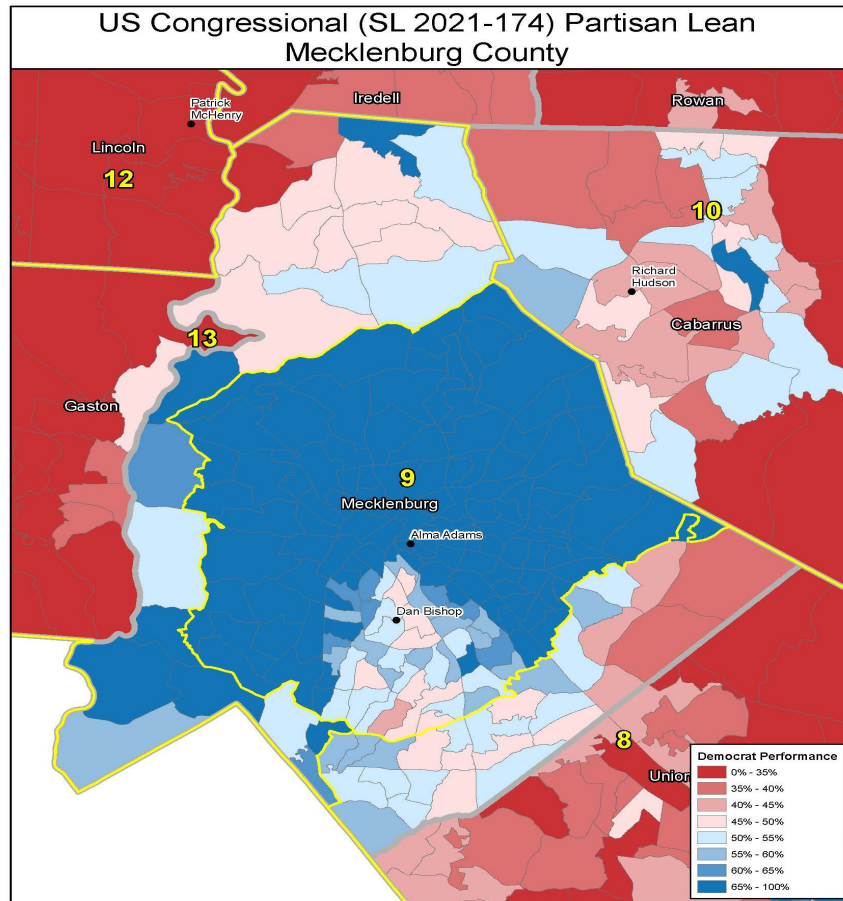 US Congressional (SL 2021-174) Partisan Lean
Mecklenburg County
Iredell
Rowan
Patrick
McHenry
Lincoln
12
10
Richard
Hudson
Cabarrus
13
Gaston
9
Mecklenburg
Alma Adams
Dan Bishop
8
Union
Democrat Performance
0% - 35%
35% - 40%
40% - 45%
45% - 50%
50% - 55%
55% - 60%
60% - 65%
65% - 100%